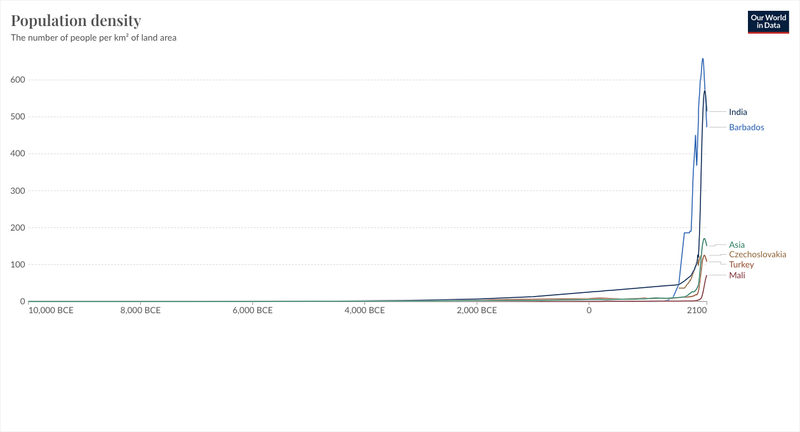 Population density
The number of people per km² of land area
Our World
in Data
600
500
400
300
200
100
0
10,000 BCE
8,000 BCE
6,000 BCE
4,000 BCE
2,000 BCE
0
2100
India
Barbados
Asia
Czechoslovakia
Turkey
Mali